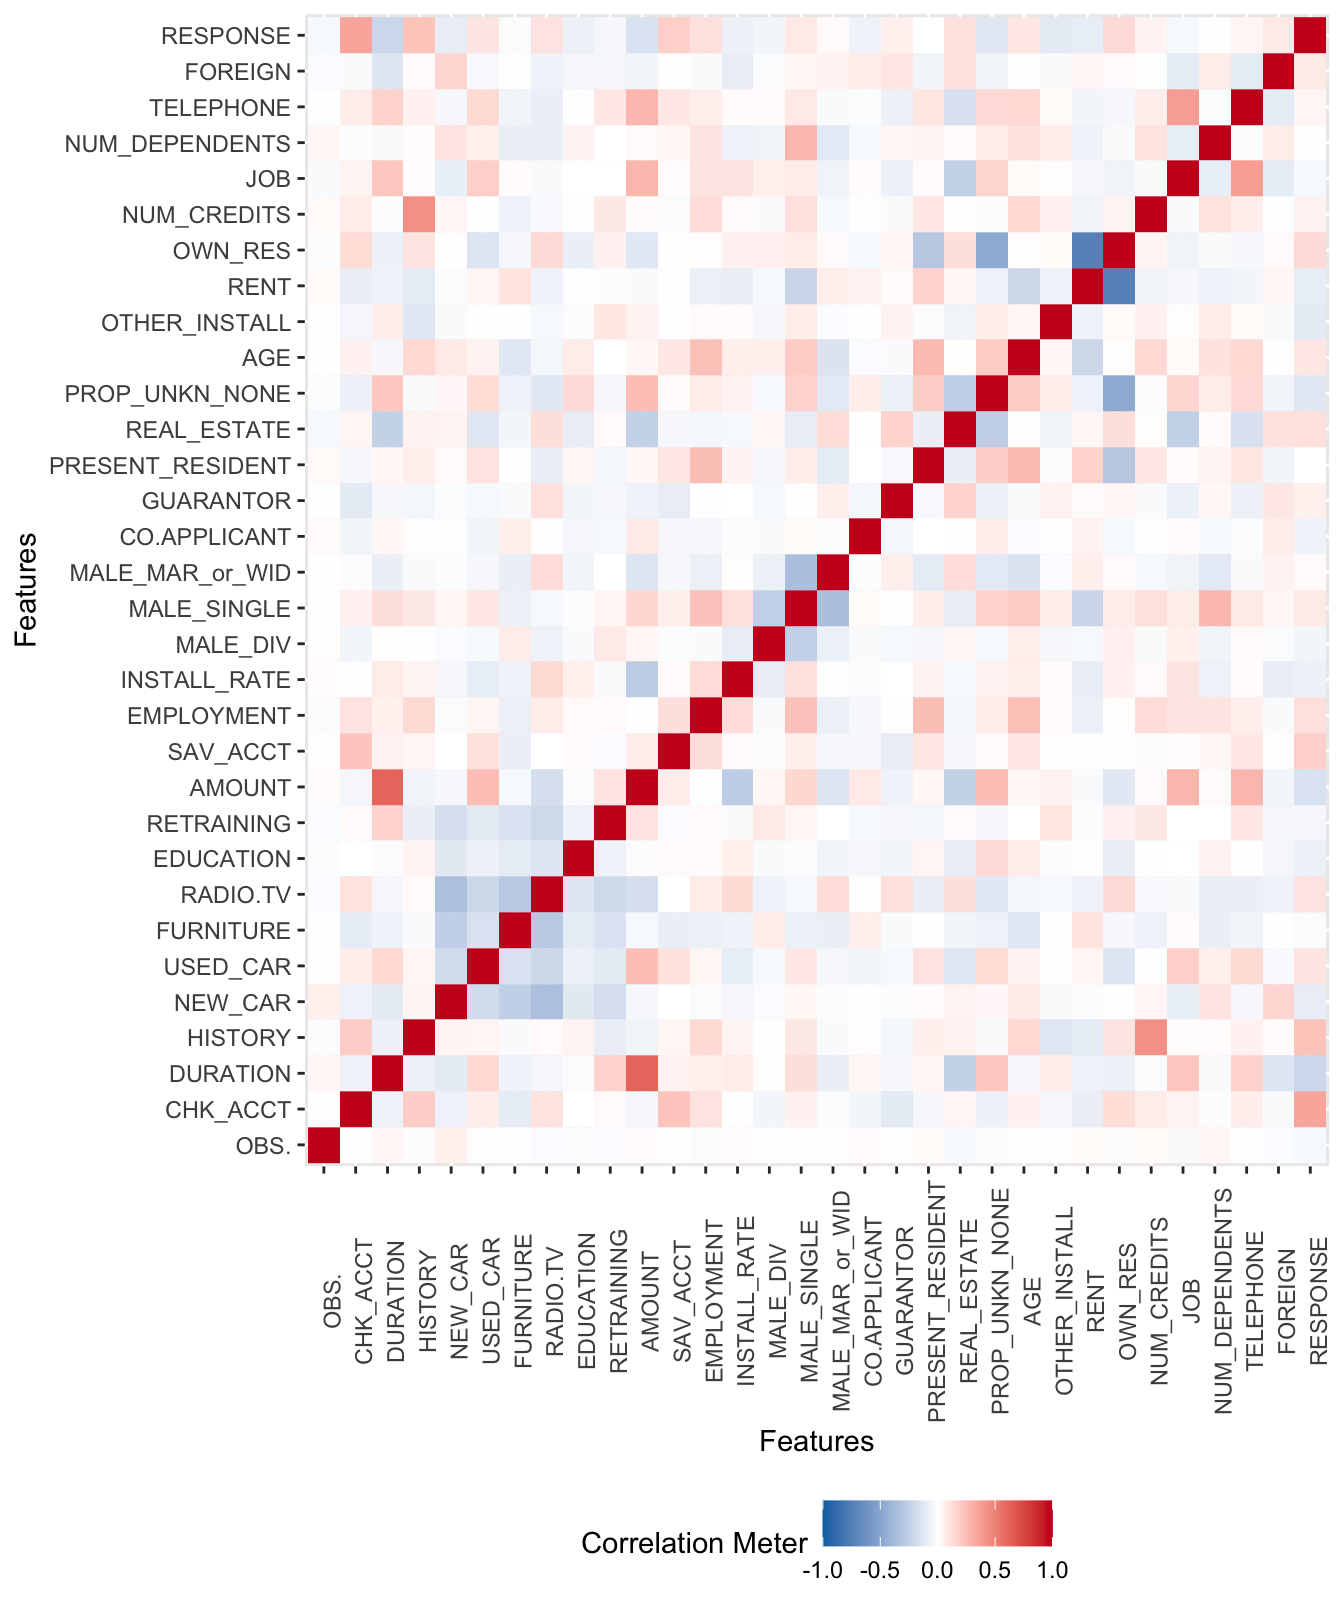 RESPONSE
FOREIGN
TELEPHONE
NUM_DEPENDENTS
JOB
NUM_CREDITS
OWN_RES
RENT
OTHER_INSTALL
AGE
PROP_UNKN_NONE
REAL_ESTATE
PRESENT_RESIDENT
GUARANTOR
CO.APPLICANT
MALE_MAR_or_WID
MALE_SINGLE
MALE_DIV
INSTALL_RATE
EMPLOYMENT
SAV_ACCT
AMOUNT
RETRAINING
EDUCATION
RADIO.TV
FURNITURE
USED_CAR
NEW_CAR
HISTORY
DURATION
CHK_ACCT
OBS.
Features
OBS.
CHK_ACCT
DURATION
HISTORY
NEW_CAR
USED_CAR
FURNITURE
RADIO.TV
EDUCATION
RETRAINING
AMOUNT
SAV_ACCT
EMPLOYMENT
INSTALL_RATE
MALE_DIV
MALE_SINGLE
MALE_MAR_or_WID
CO.APPLICANT
GUARANTOR
PRESENT_RESIDENT
REAL_ESTATE
PROP_UNKN_NONE
AGE
OTHER_INSTALL
RENT
OWN_RES
NUM_CREDITS
JOB
NUM_DEPENDENTS
TELEPHONE
FOREIGN
RESPONSE
Features
Correlation Meter
-1.0 -0.5 0.0 0.5 1.0